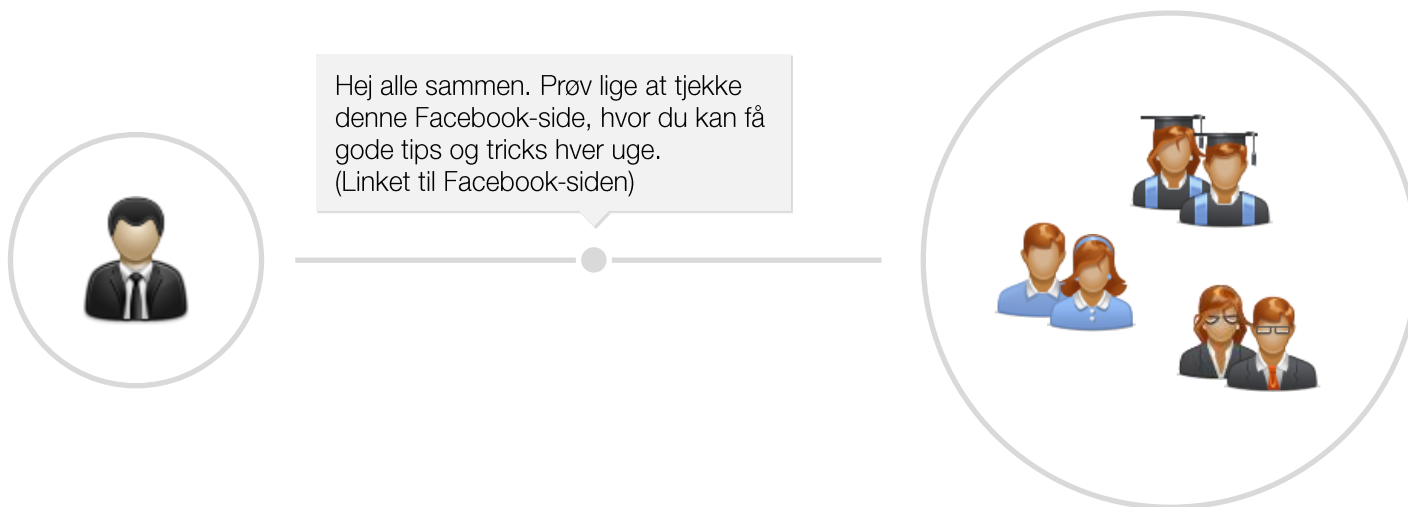 Hej alle sammen. Prøv lige at tjekke
denne Facebook-side, hvor du kan få
gode tips og tricks hver uge.
(Linket til Facebook-siden)